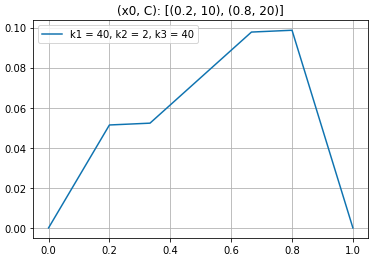 (x0, C): [(0.2, 10), (0.8, 20)]
k1 = 40, k2 = 2, k3 = 40
0.10
0.08
0.06
0.04
0.02
0.00
0.0 0.2 0.4 0.6 0.8 1.0